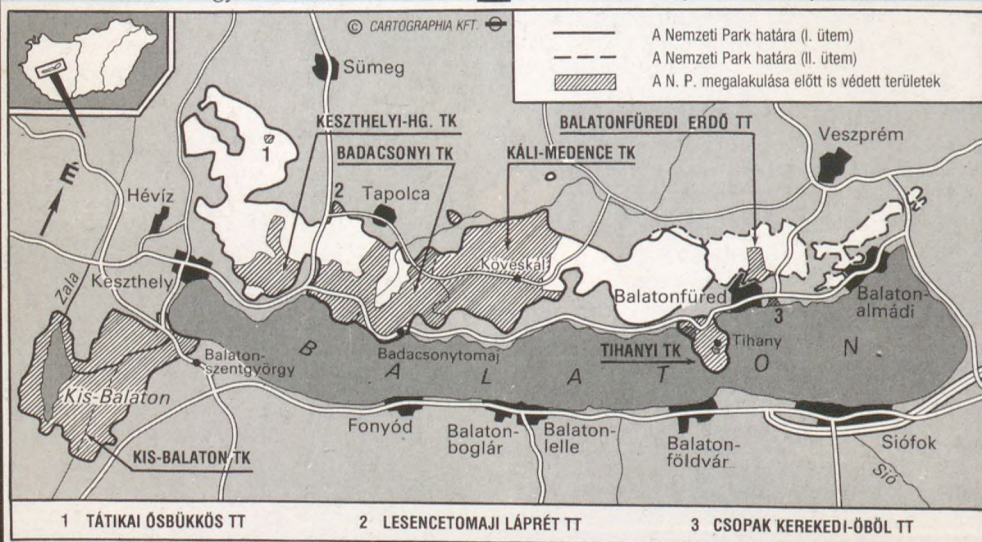 © CARTOGRAPHIA KFT.
A Nemzeti Park határa (I. ütem)
A Nemzeti Park határa (II. ütem)
A N. P. megalakulása előtt is védett területek
Sümeg
KESZTHELYI-HG. TK
BALATONFÜREDI ERDŐ TT
Veszprém
BADACSONYI TK
KÁLI-MEDENCE TK
1
É
Hévíz
2
Tapolca
Zala
Keszthely
Köveskál
Balatonfüred
3
Balaton-
almádi
Balaton-
szentgyörgy
Badacsonytomaj
Tihany
TIHANYI TK
B A L A T O N
Kis-Balaton
KIS-BALATON TK
Fonyód
Balaton-
boglár
Balaton-
lelle
Balaton-
földvár
Siófok
Sió
1 TÁTIKAI ŐSBÜKKÖS TT
2 LESENCETOMAJI LÁPRÉT TT
3 CSOPAK KEREKEDI-ÖBÖL TT